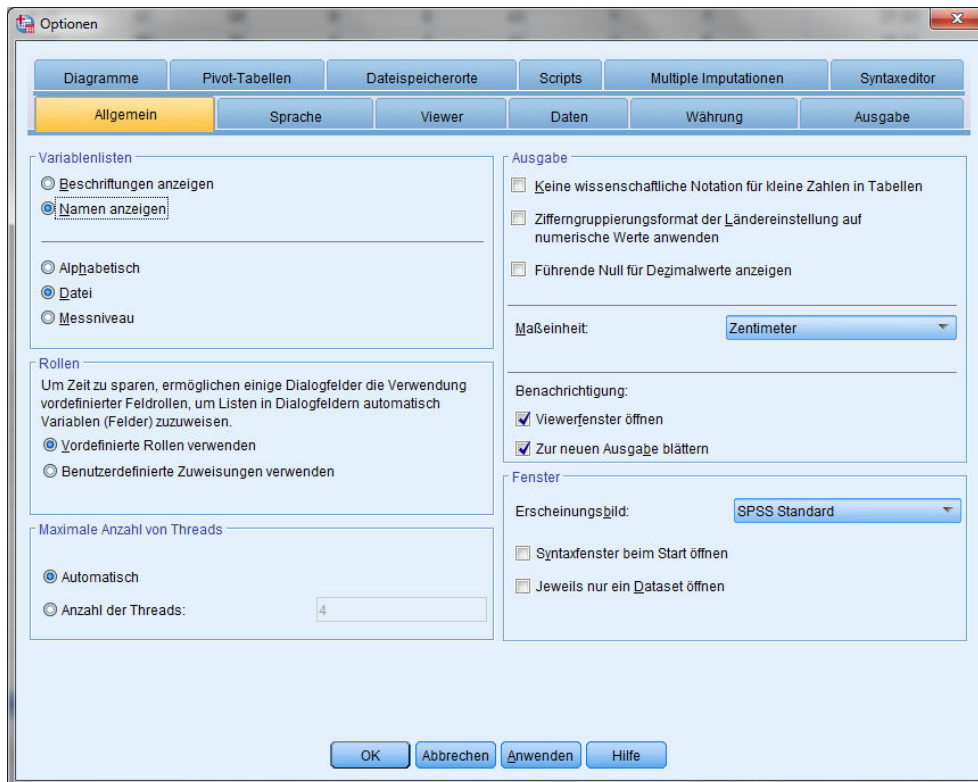 Optionen
Diagramme
Pivot-Tabellen
Dateispeicherorte
Scripts
Multiple Imputationen
Syntaxeditor
Allgemein
Sprache
Viewer
Daten
Währung
Ausgabe
Variablenlisten
Beschriftungen anzeigen
Namen anzeigen
Alphabetisch
Datei
Messniveau
Rollen
Um Zeit zu sparen, ermöglichen einige Dialogfelder die Verwendung
vordefinierter Feldrollen, um Listen in Dialogfeldern automatisch
Variablen (Felder) zuzuweisen.
Vordefinierte Rollen verwenden
Benutzerdefinierte Zuweisungen verwenden
Maximale Anzahl von Threads
Automatisch
Anzahl der Threads:
4
Ausgabe
Keine wissenschaftliche Notation für kleine Zahlen in Tabellen
Zifferngruppierungsformat der Ländereinstellung auf
numerische Werte anwenden
Führende Null für Dezimalwerte anzeigen
Maßeinheit:
Zentimeter
Benachrichtigung:
Viewerfenster öffnen
Zur neuen Ausgabe blättern
Fenster
Erscheinungsbild:
SPSS Standard
Syntaxfenster beim Start öffnen
Jeweils nur ein Dataset öffnen
OK
Abbrechen
Anwenden
Hilfe